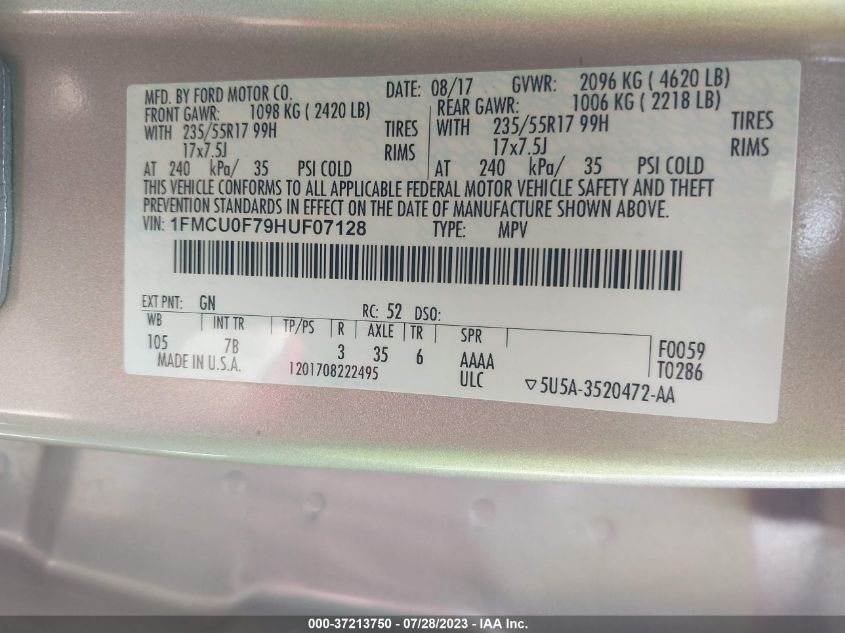 MFD. BY FORD MOTOR CO.
DATE: 08/17 GVWR: 2096 KG ( 4620 LB)
FRONT GAWR: 1098 KG ( 2420 LB) REAR GAWR: 1006 KG ( 2218 LB)
WITH 235/55R17 99H TIRES WITH 235/55R17 99H TIRES
17x7.5J RIMS 17x7.5J RIMS
AT 240 kPa/ 35 PSI COLD AT 240 kPa/ 35 PSI COLD
THIS VEHICLE CONFORMS TO ALL APPLICABLE FEDERAL MOTOR VEHICLE SAFETY AND THEFT
PREVENTION STANDARDS IN EFFECT ON THE DATE OF MANUFACTURE SHOWN ABOVE.
VIN: 1FMCU0F79HUF07128 TYPE: MPV
EXT PNT: GN RC: 52 DSO:
WB INT TR TP/PS R AXLE TR SPR
105 7B 3 35 6 AAAA F0059
MADE IN U.S.A. 1201708222495 ULC ▽5U5A-3520472-AA T0286
000-37213750 - 07/28/2023 - IAA Inc.